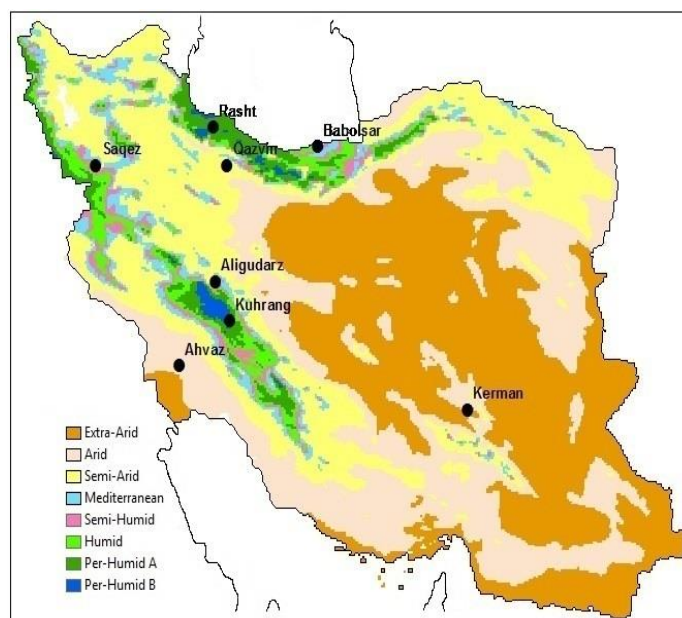 Rasht
Babolsar
Saqez
Qazvin
Aligudarz
Kuhrang
Ahvaz
Kerman
Extra-Arid
Arid
Semi-Arid
Mediterranean
Semi-Humid
Humid
Per-Humid A
Per-Humid B